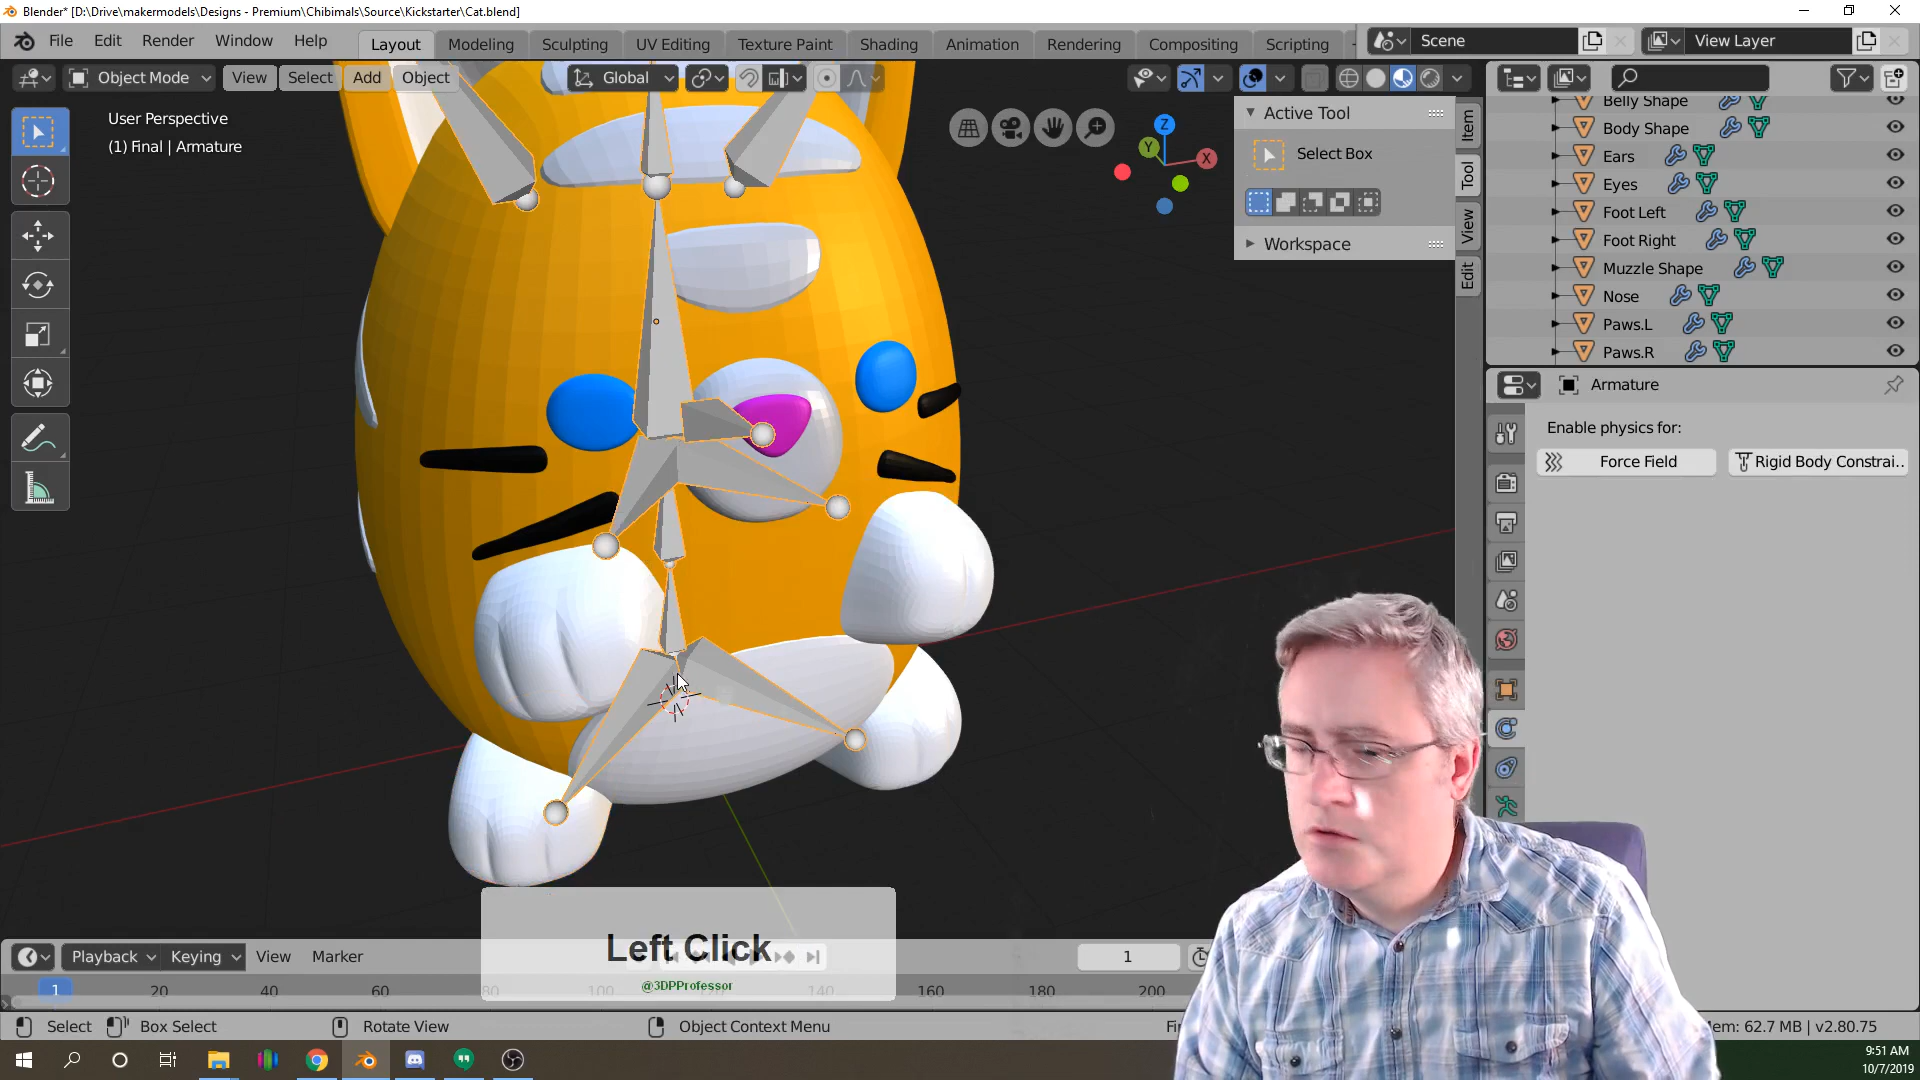 Blender* [D:\Drive\makermodels\Designs - Premium\Chibimals\Source\Kickstarter\Cat.blend]
File Edit Render Window Help Layout Modeling Sculpting UV Editing Texture Paint Shading Animation Rendering Compositing Scripting Scene View Layer
Object Mode View Select Add Object Global
User Perspective
(1) Final | Armature
Z
Y
X
Active Tool
Select Box
Workspace
Item
Tool
View
Edit
Belly Shape
Body Shape
Ears
Eyes
Foot Left
Foot Right
Muzzle Shape
Nose
Paws.L
Paws.R
Armature
Enable physics for:
Force Field Rigid Body Constrai..
Left Click
@3DPProfessor
Playback Keying View Marker 1
1 20 40 60 80 100 120 140 160 180 200
Select Box Select Rotate View Object Context Menu Mem: 62.7 MB | v2.80.75
9:51 AM
10/7/2019